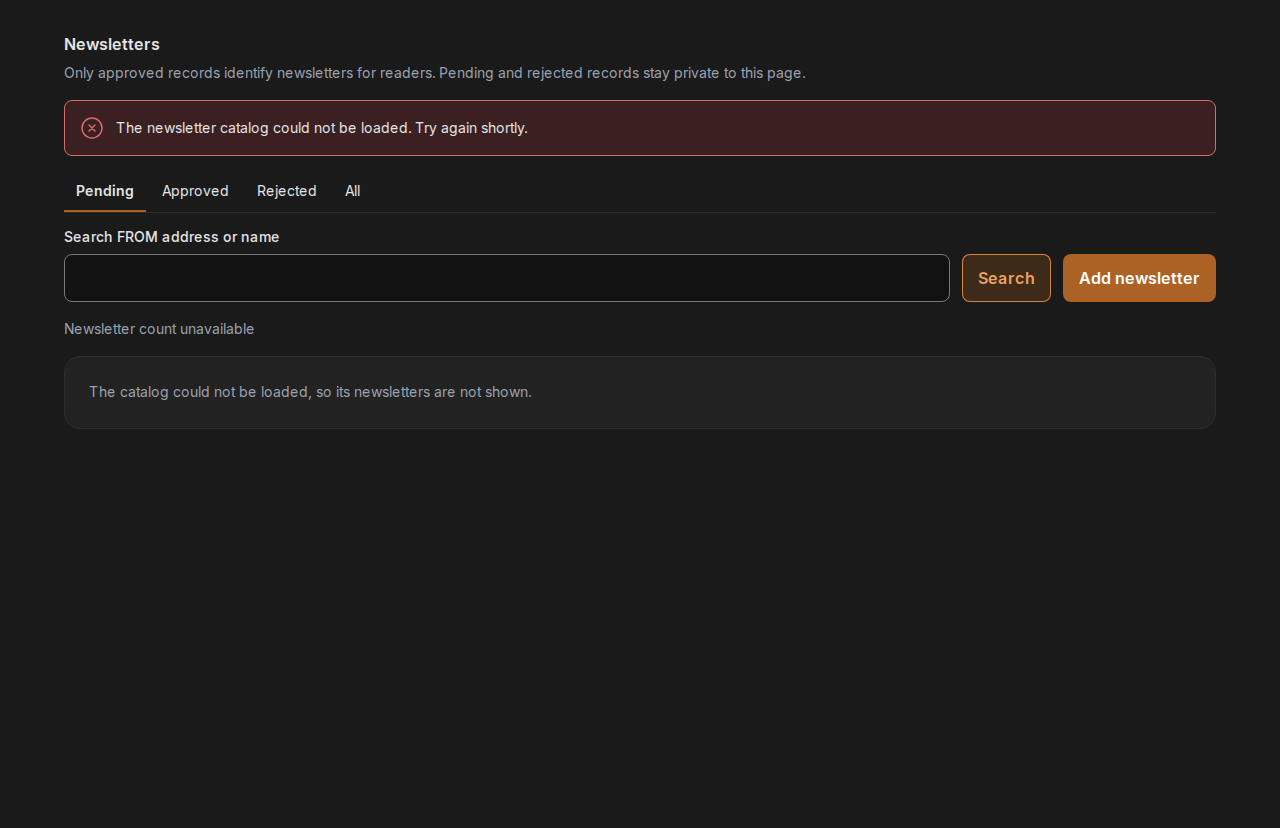 Newsletters
Only approved records identify newsletters for readers. Pending and rejected records stay private to this page.
The newsletter catalog could not be loaded. Try again shortly.
Pending Approved Rejected All
Search FROM address or name
Search Add newsletter
Newsletter count unavailable
The catalog could not be loaded, so its newsletters are not shown.